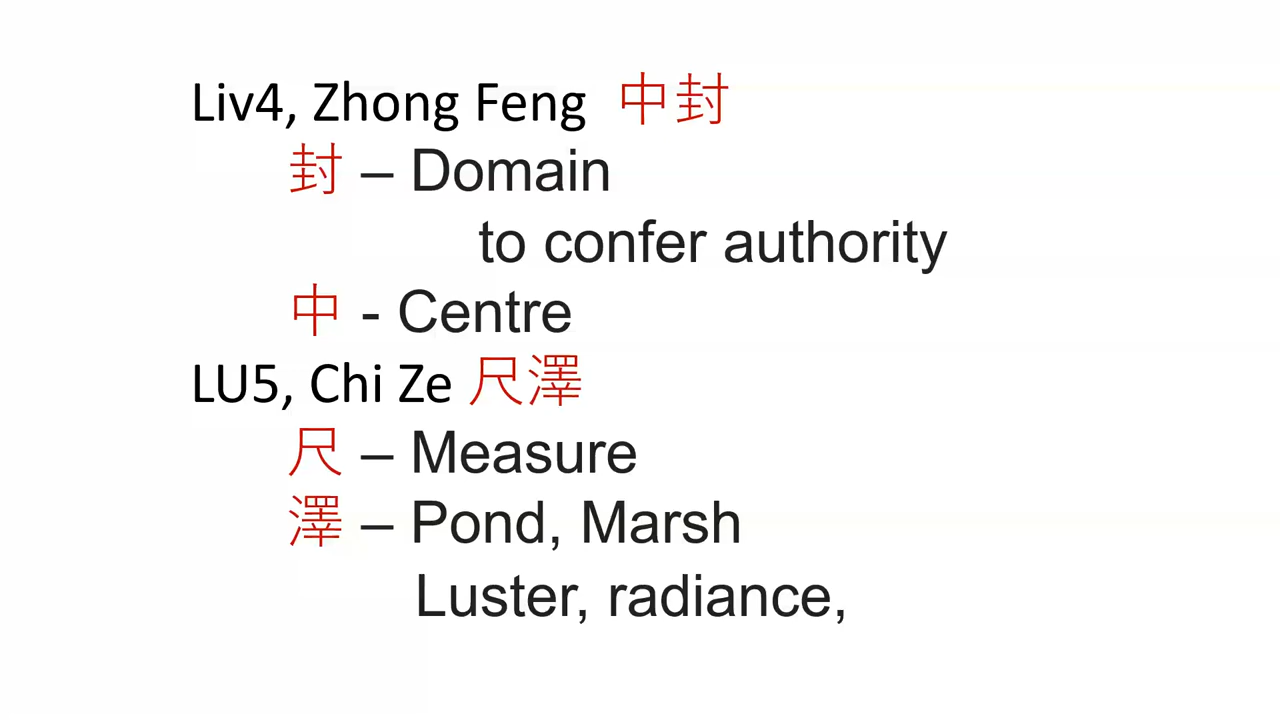 Liv4, Zhong Feng 中封
封 – Domain
to confer authority
中 - Centre
LU5, Chi Ze 尺澤
尺 – Measure
澤 – Pond, Marsh
Luster, radiance,